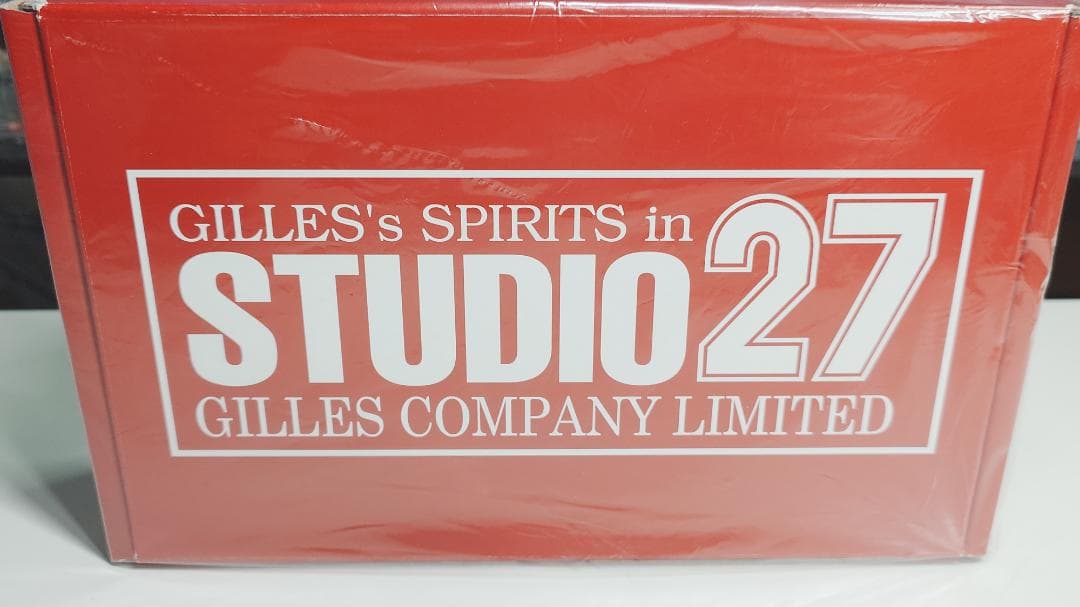 GILLES's SPIRITS in
STUDIO27
GILLES COMPANY LIMITED